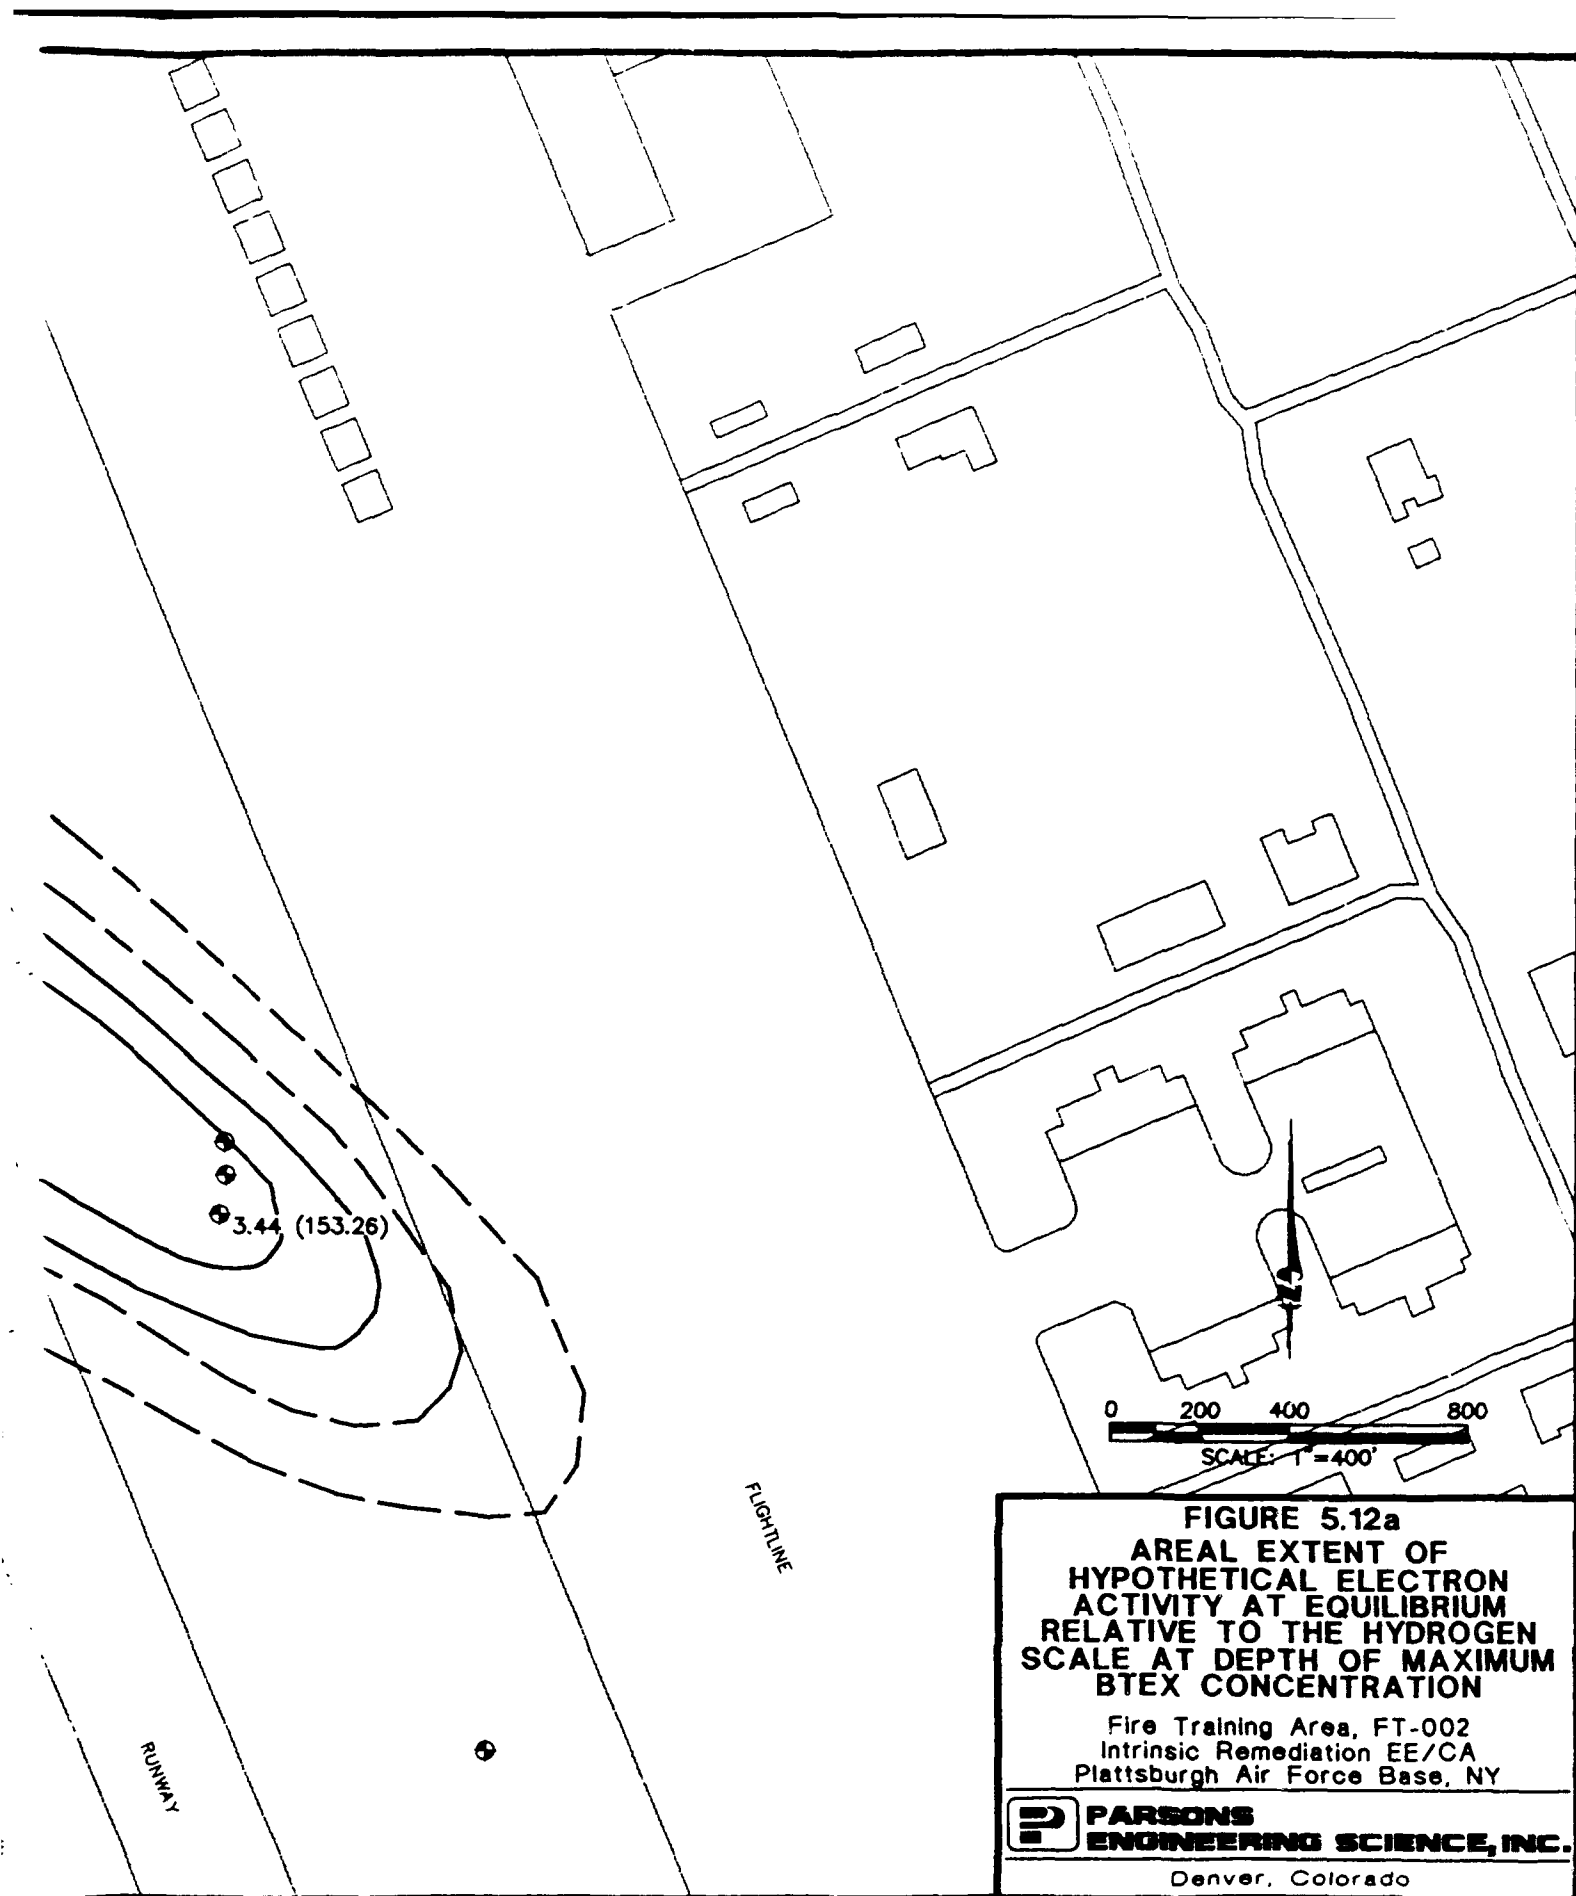 3.44 (153.26)
0 200 400 800
SCALE: 1"=400'
FLIGHTLINE
RUNWAY
FIGURE 5.12a
AREAL EXTENT OF
HYPOTHETICAL ELECTRON
ACTIVITY AT EQUILIBRIUM
RELATIVE TO THE HYDROGEN
SCALE AT DEPTH OF MAXIMUM
BTEX CONCENTRATION
Fire Training Area, FT-002
Intrinsic Remediation EE/CA
Plattsburgh Air Force Base, NY
PARSONS
ENGINEERING SCIENCE, INC.
Denver, Colorado